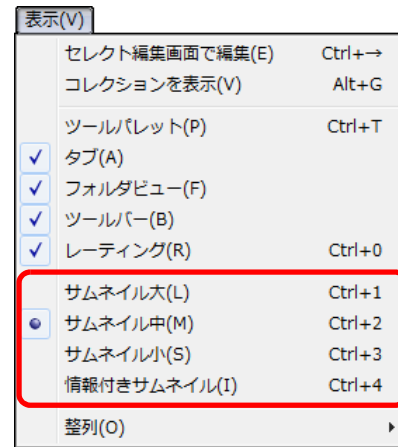 表示(V)
セレクト編集画面で編集(E) Ctrl+→
コレクションを表示(V) Alt+G
ツールパレット(P) Ctrl+T
タブ(A)
フォルダビュー(F)
ツールバー(B)
レーティング(R) Ctrl+0
サムネイル大(L) Ctrl+1
サムネイル中(M) Ctrl+2
サムネイル小(S) Ctrl+3
情報付きサムネイル(I) Ctrl+4
整列(O)